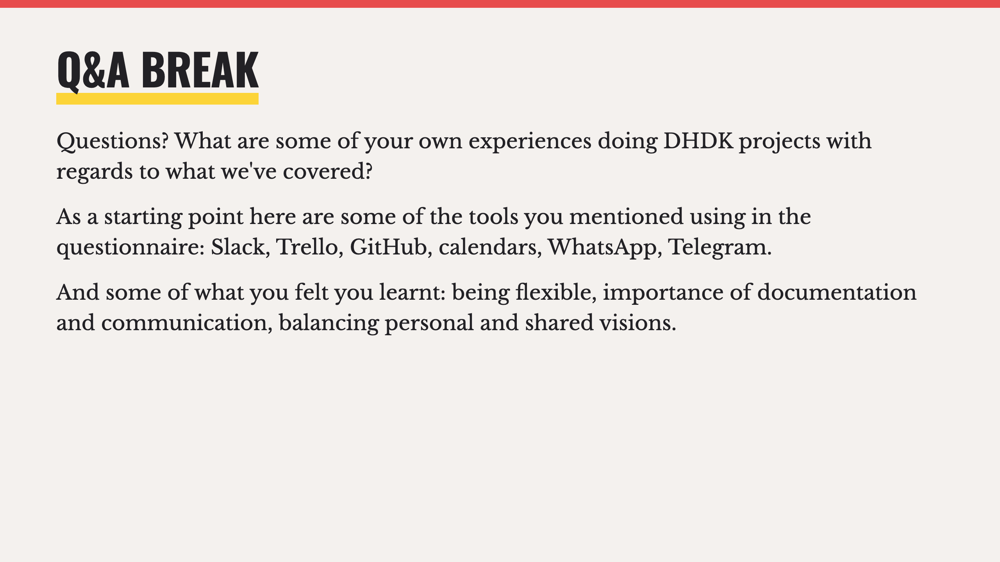 Q&A BREAK
Questions? What are some of your own experiences doing DHDK projects with
regards to what we've covered?
As a starting point here are some of the tools you mentioned using in the
questionnaire: Slack, Trello, GitHub, calendars, WhatsApp, Telegram.
And some of what you felt you learnt: being flexible, importance of documentation
and communication, balancing personal and shared visions.